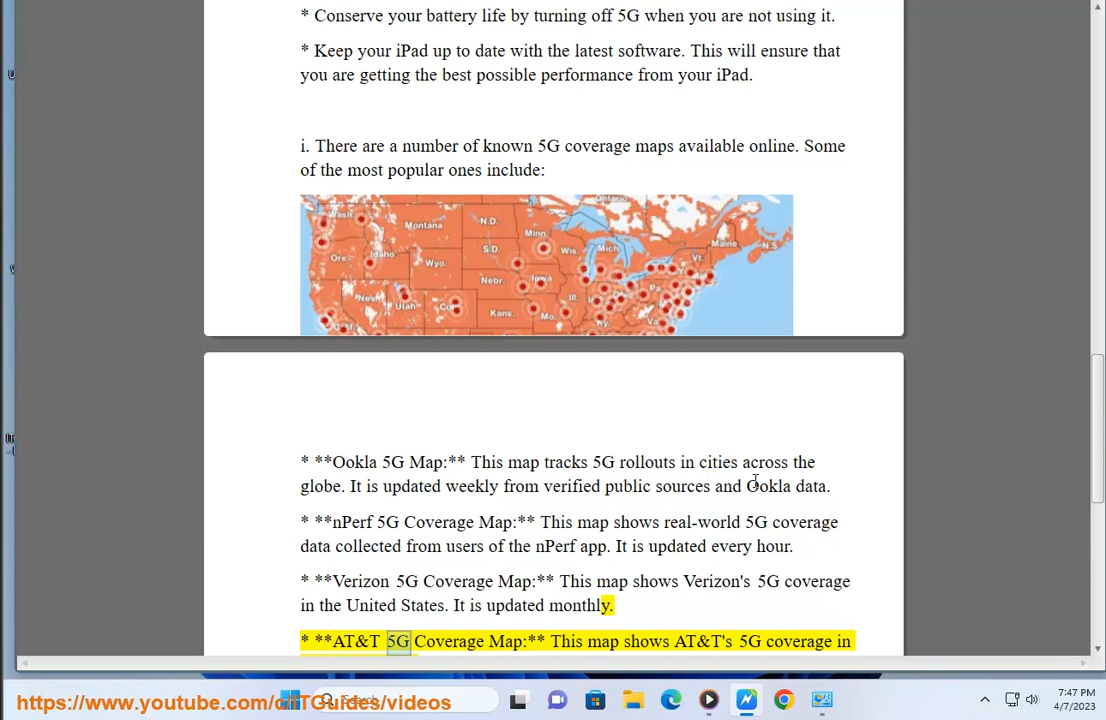 * Conserve your battery life by turning off 5G when you are not using it.
* Keep your iPad up to date with the latest software. This will ensure that
you are getting the best possible performance from your iPad.
i. There are a number of known 5G coverage maps available online. Some
of the most popular ones include:
Ontario
Wash.
Montana
N.D.
Minn.
Maine
N.S
Ore.
Idaho
Wyo.
S.D.
Wis.
Mich
Vt.
Nebr.
Iowa
Nev.
Utah
Ill.
Ohio
Pa.
Kans.
Mo.
Ky.
Va.
* **Ookla 5G Map:** This map tracks 5G rollouts in cities across the
globe. It is updated weekly from verified public sources and Ookla data.
* **nPerf 5G Coverage Map:** This map shows real-world 5G coverage
data collected from users of the nPerf app. It is updated every hour.
* **Verizon 5G Coverage Map:** This map shows Verizon's 5G coverage
in the United States. It is updated monthly.
* **AT&T 5G Coverage Map:** This map shows AT&T's 5G coverage in
https://www.youtube.com/c/ITGuides/videos
Search
7:47 PM
4/7/2023